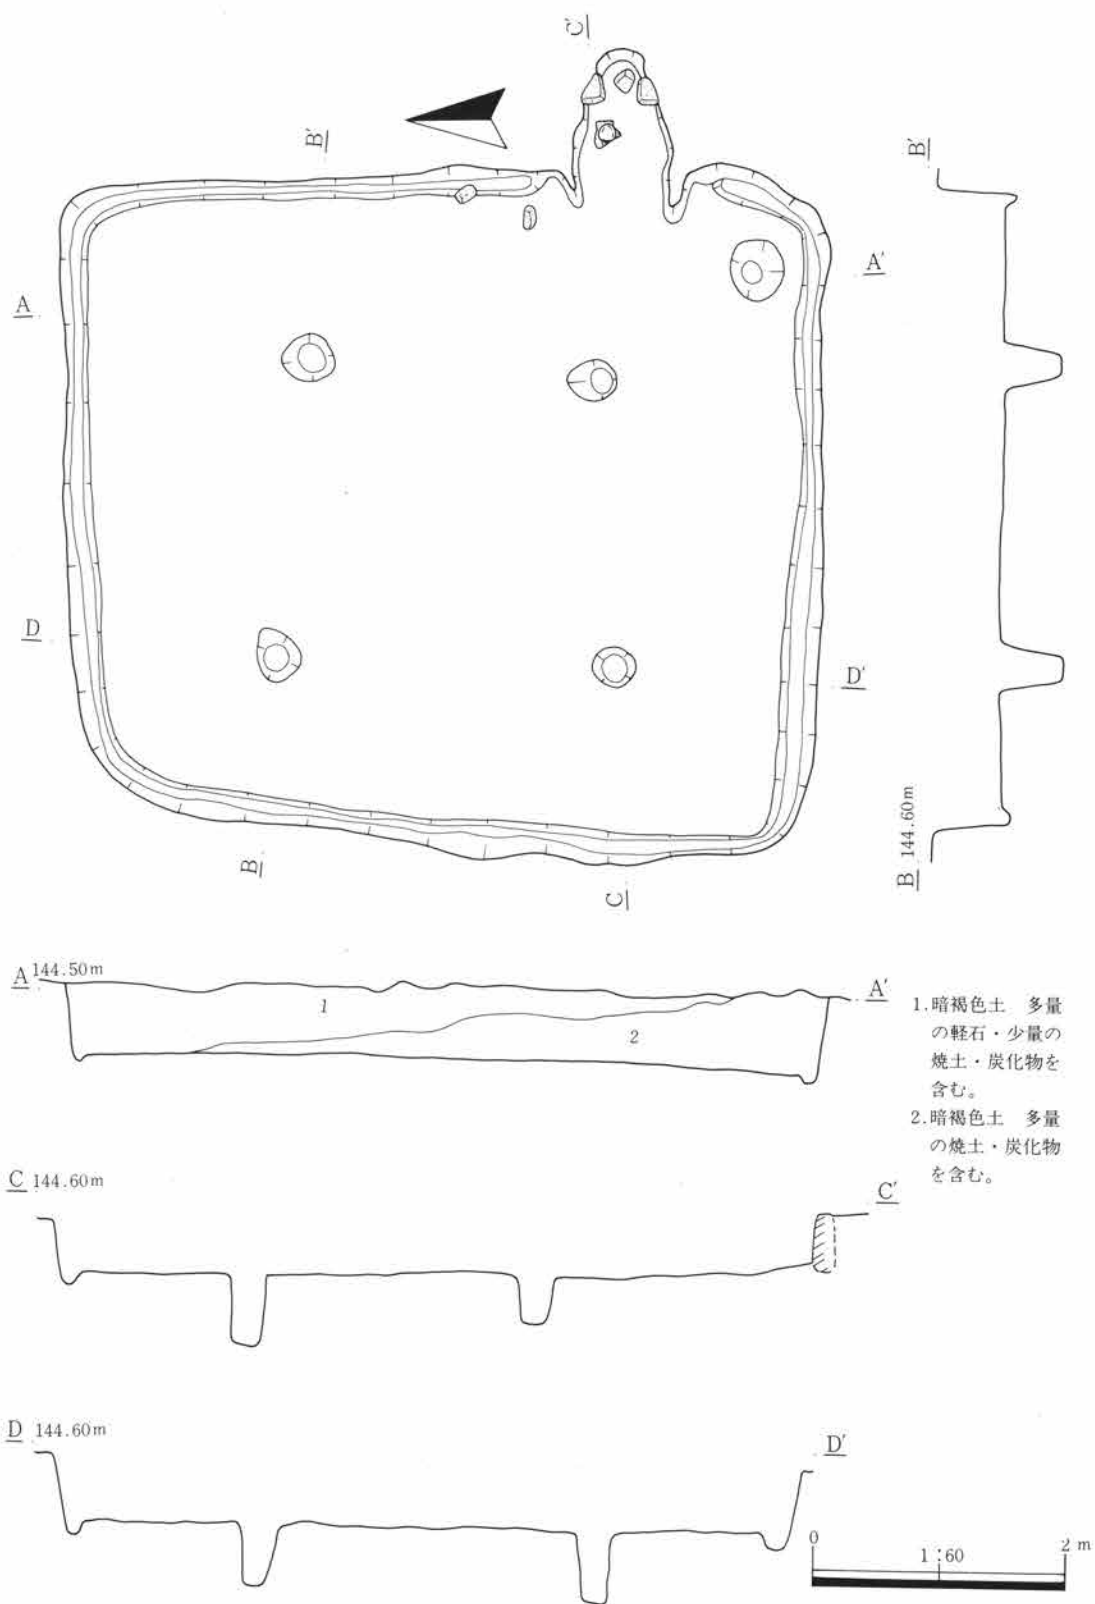 C'
B'
B'
A'
A
D
D'
B
C
B 144.60m
A 144.50m
A'
1
2
1.暗褐色土 多量
の軽石・少量の
焼土・炭化物を
含む。
2.暗褐色土 多量
の焼土・炭化物
を含む。
C 144.60m
C'
D 144.60m
D'
0
1:60
2 m